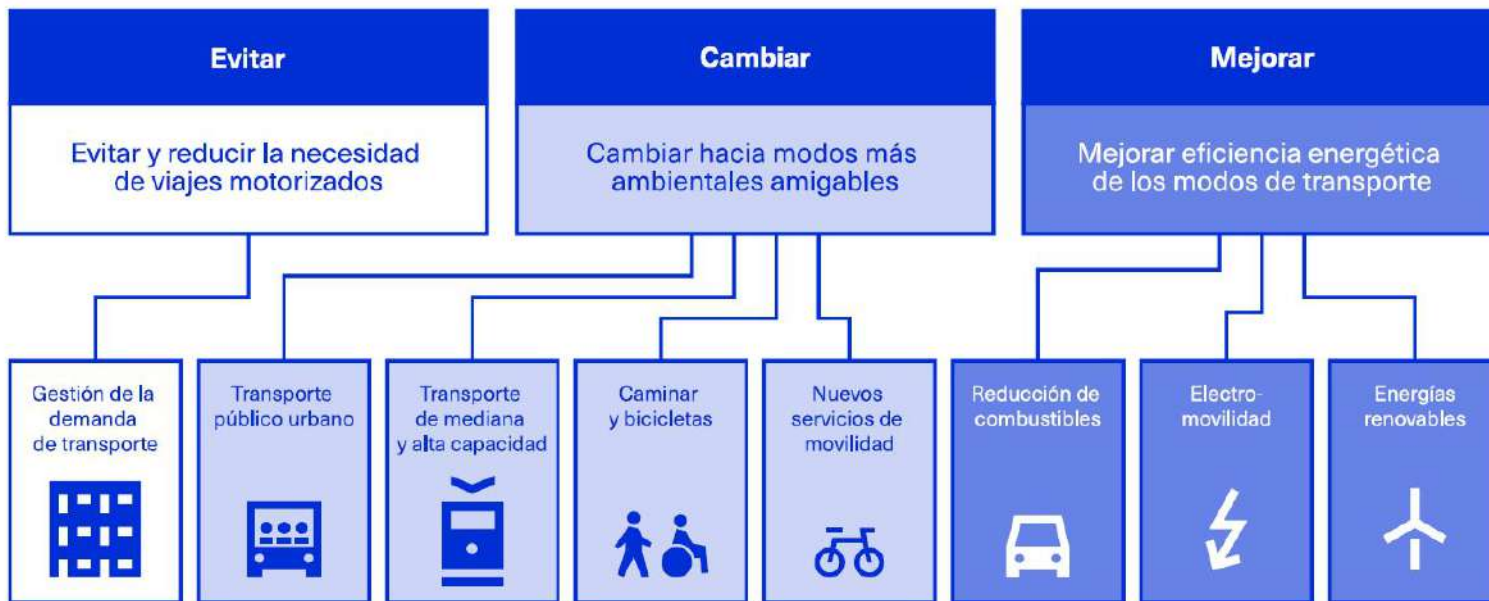 Evitar
Evitar y reducir la necesidad
de viajes motorizados
Cambiar
Cambiar hacia modos más
ambientales amigables
Mejorar
Mejorar eficiencia energética
de los modos de transporte
Gestión de la
demanda
de transporte
Transporte
público urbano
Transporte
de mediana
y alta capacidad
Caminar
y bicicletas
Nuevos
servicios de
movilidad
Reducción de
combustibles
Electro-
movilidad
Energías
renovables